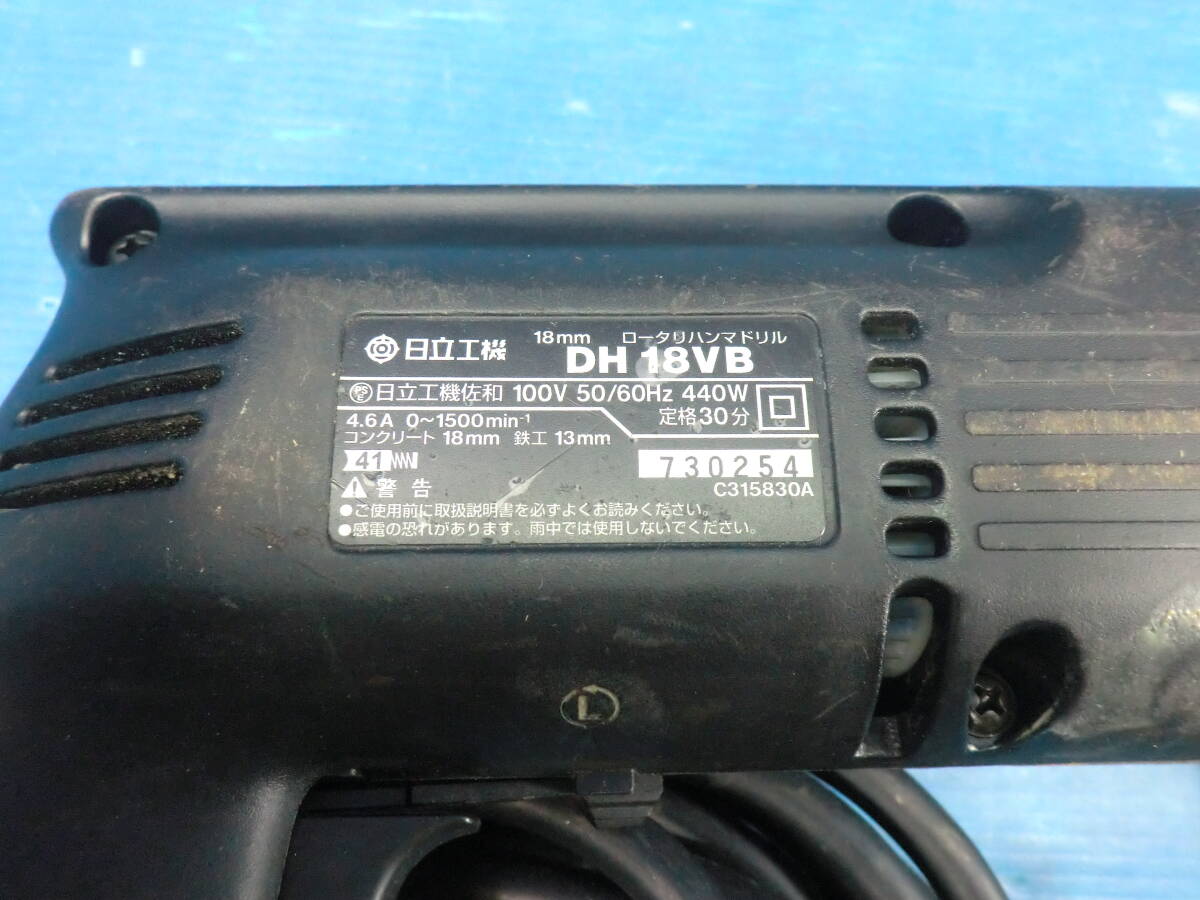 日立工機 18mm ロータリハンマドリル
DH 18VB
PSE 日立工機佐和 100V 50/60Hz 440W
4.6A 0〜1500min⁻¹ 定格30分
コンクリート 18mm 鉄工 13mm
41 730254
警告 C315830A
●ご使用前に取扱説明書を必ずよくお読みください。
●感電の恐れがあります。雨中では使用しないでください。
L